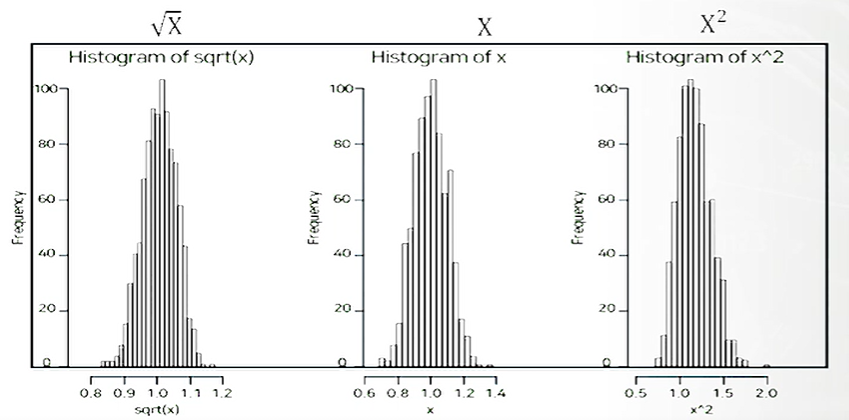 √X X X²
Histogram of sqrt(x) Histogram of x Histogram of x^2
100 100 100
80 80 80
60 60 60
40 40 40
20 20 20
0 0 0
Frequency Frequency Frequency
0.8 0.9 1.0 1.1 1.2 0.6 0.8 1.0 1.2 1.4 0.5 1.0 1.5 2.0
sqrt(x) x x^2